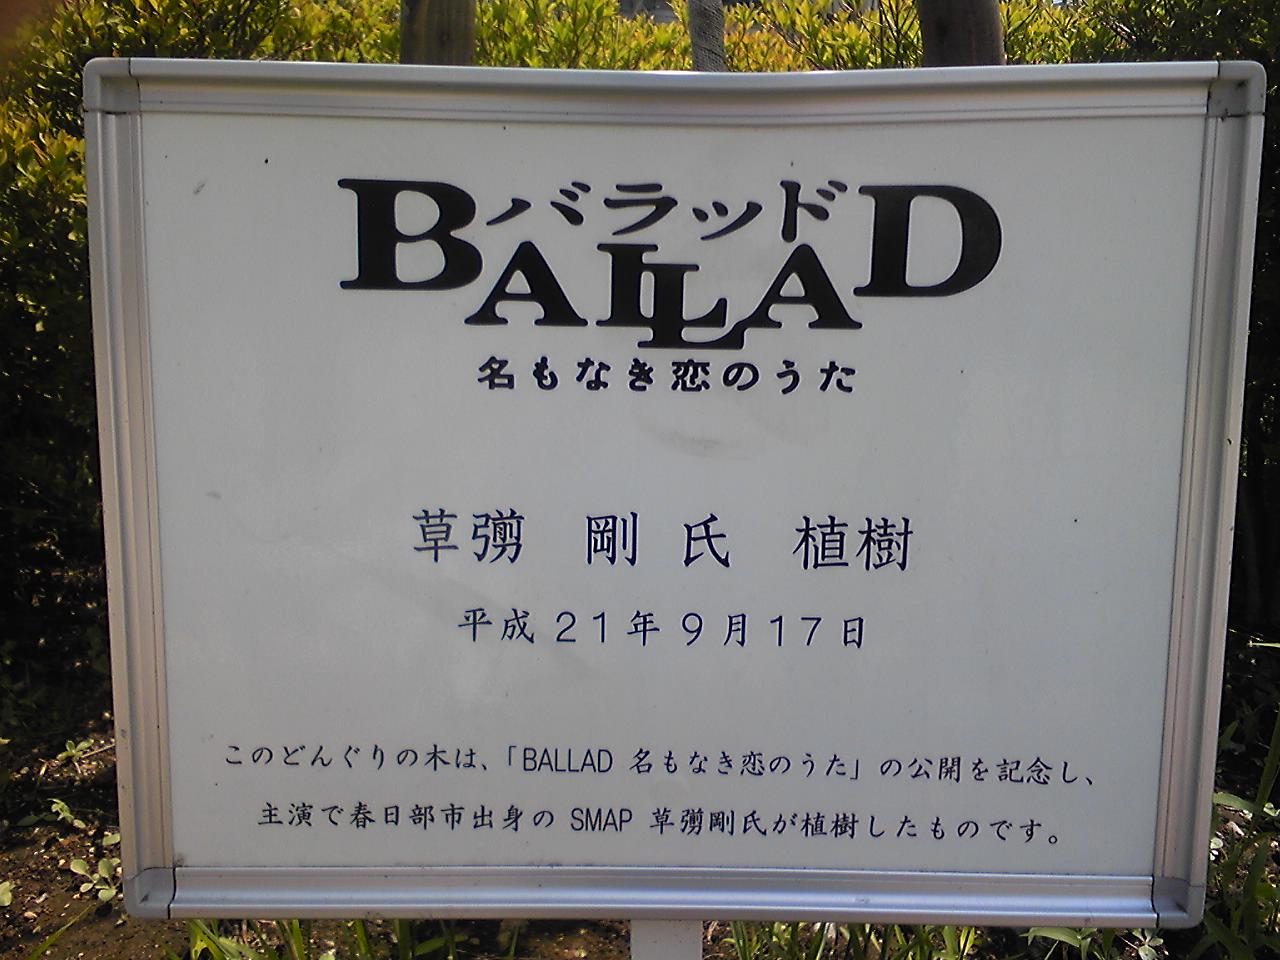 バラッド
BALLAD
名もなき恋のうた
草彅 剛 氏 植樹
平成21年9月17日
このどんぐりの木は、「BALLAD 名もなき恋のうた」の公開を記念し、
主演で春日部市出身の SMAP 草彅剛氏が植樹したものです。